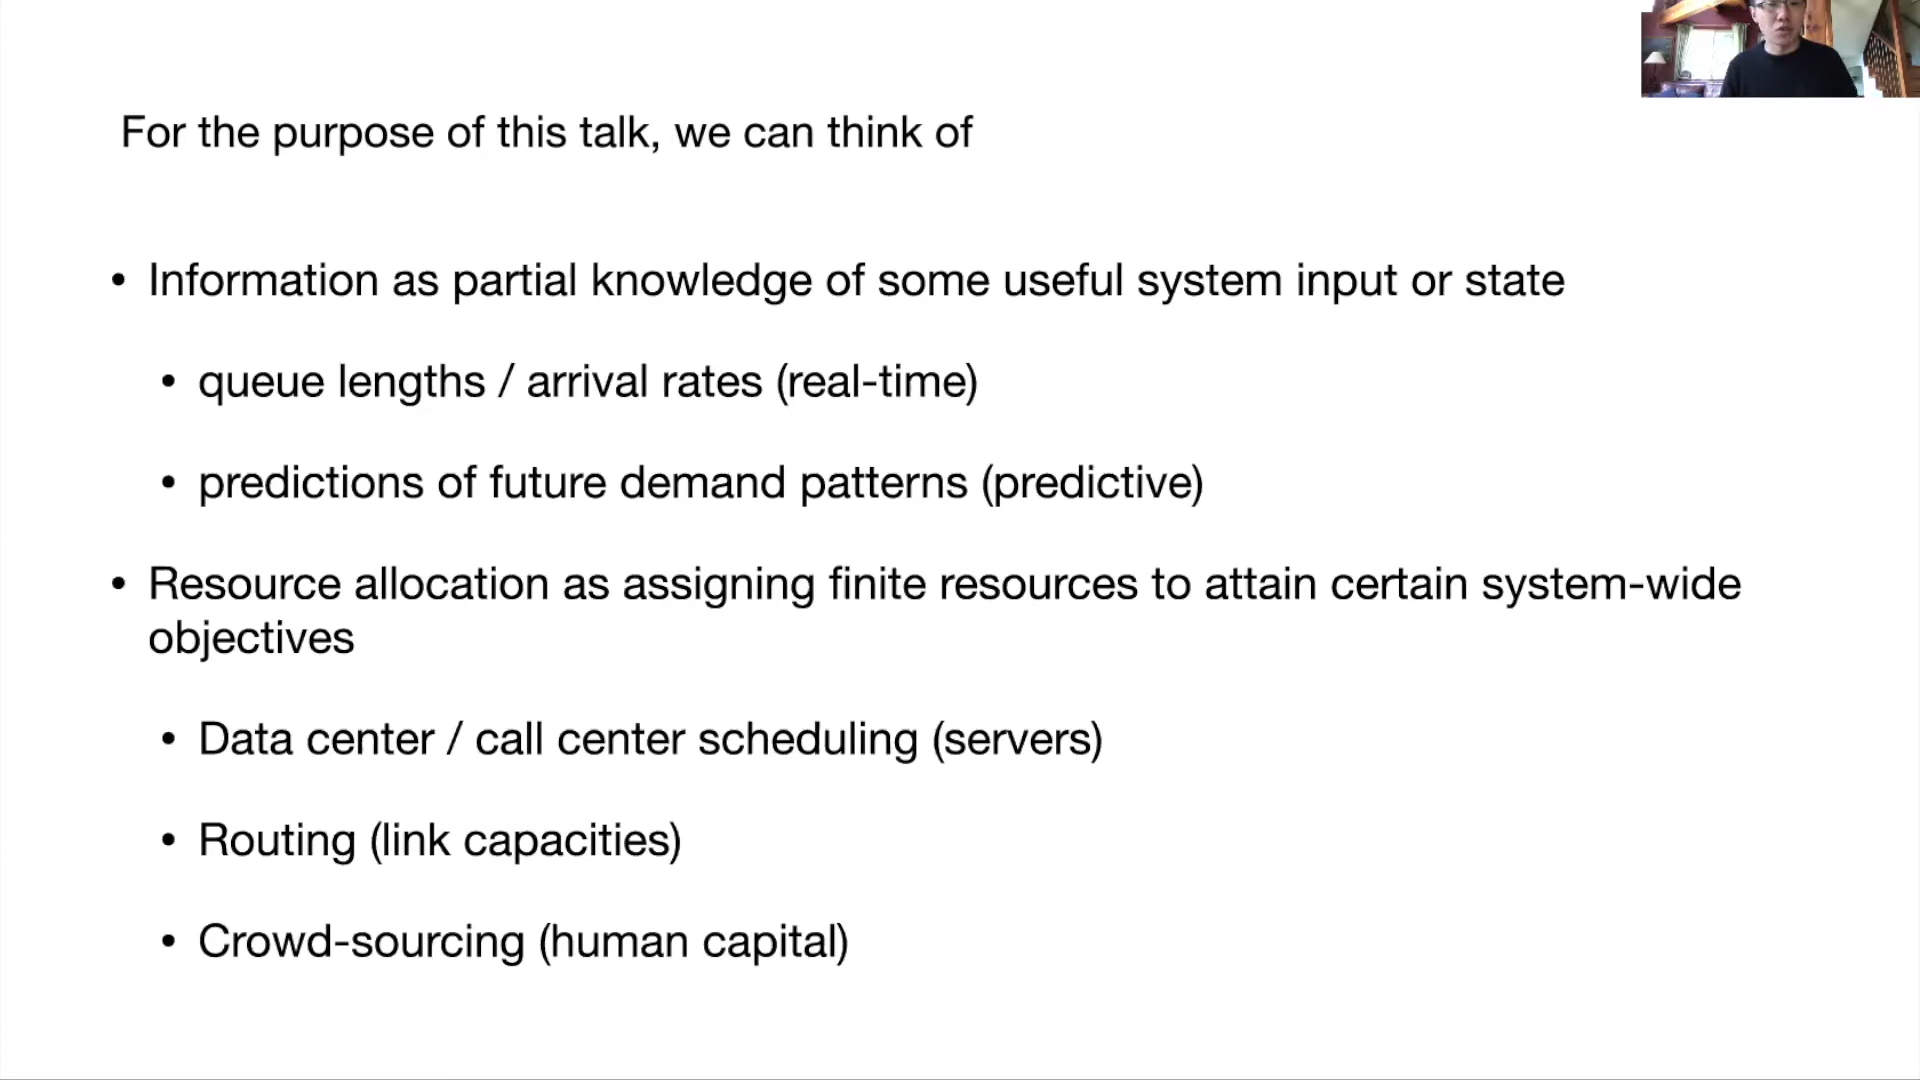 For the purpose of this talk, we can think of
• Information as partial knowledge of some useful system input or state
• queue lengths / arrival rates (real-time)
• predictions of future demand patterns (predictive)
• Resource allocation as assigning finite resources to attain certain system-wide
objectives
• Data center / call center scheduling (servers)
• Routing (link capacities)
• Crowd-sourcing (human capital)